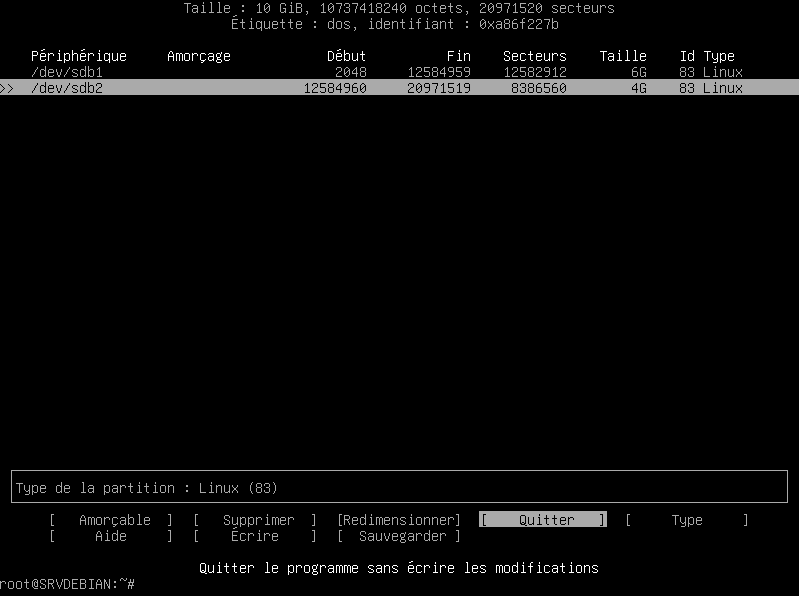 Taille : 10 GiB, 10737418240 octets, 20971520 secteurs
Étiquette : dos, identifiant : 0xa86f227b
Périphérique Amorçage Début Fin Secteurs Taille Id Type
/dev/sdb1 2048 12584959 12582912 6G 83 Linux
>> /dev/sdb2 12584960 20971519 8386560 4G 83 Linux
Type de la partition : Linux (83)
[ Amorçable ] [ Supprimer ] [Redimensionner] [ Quitter ] [ Type ]
[ Aide ] [ Écrire ] [ Sauvegarder ]
Quitter le programme sans écrire les modifications
root@SRVDEBIAN:~#